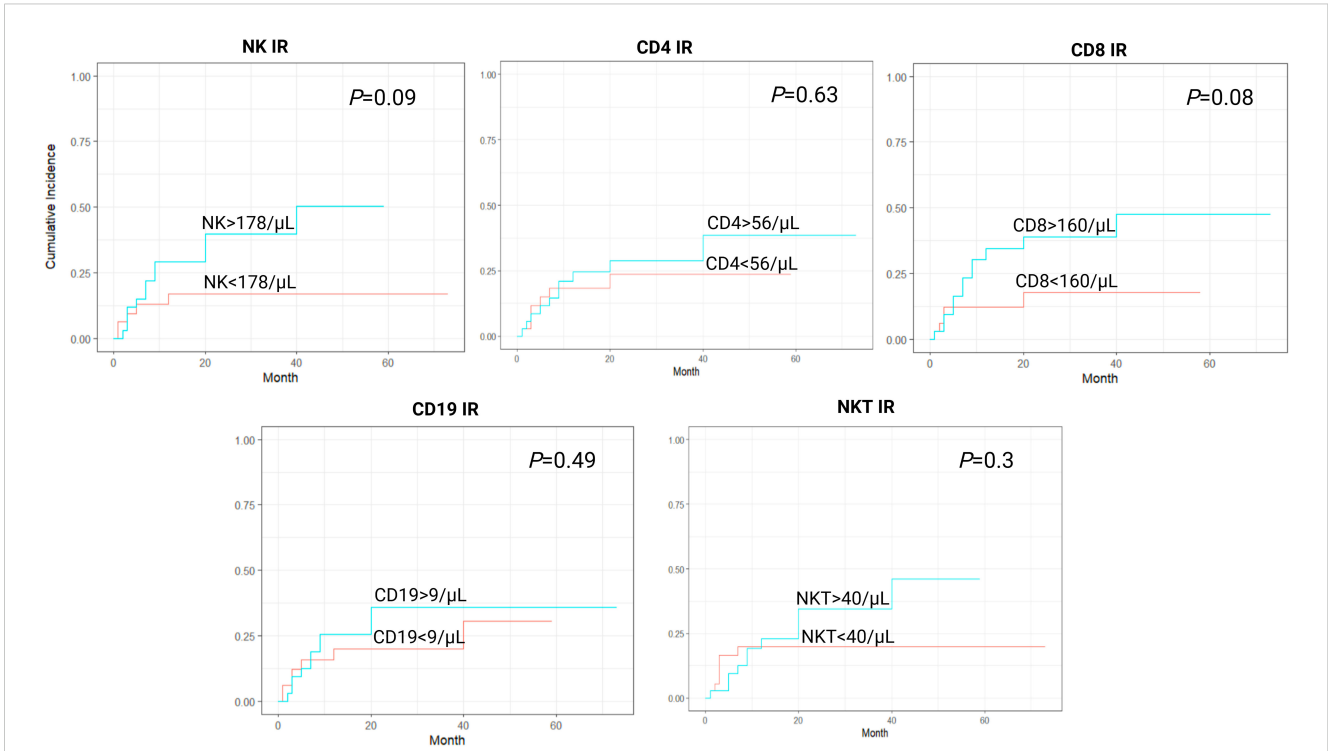 NK IR
CD4 IR
CD8 IR
P=0.09
P=0.63
P=0.08
Cumulative Incidence
1.00
0.75
0.50
0.25
0.00
NK>178/μL
NK<178/μL
0 20 40 60
Month
1.00
0.75
0.50
0.25
0.00
CD4>56/μL
CD4<56/μL
0 20 40 60
Month
1.00
0.75
0.50
0.25
0.00
CD8>160/μL
CD8<160/μL
0 20 40 60
Month
CD19 IR
NKT IR
P=0.49
P=0.3
1.00
0.75
0.50
0.25
0.00
CD19>9/μL
CD19<9/μL
0 20 40 60
Month
1.00
0.75
0.50
0.25
0.00
NKT>40/μL
NKT<40/μL
0 20 40 60
Month